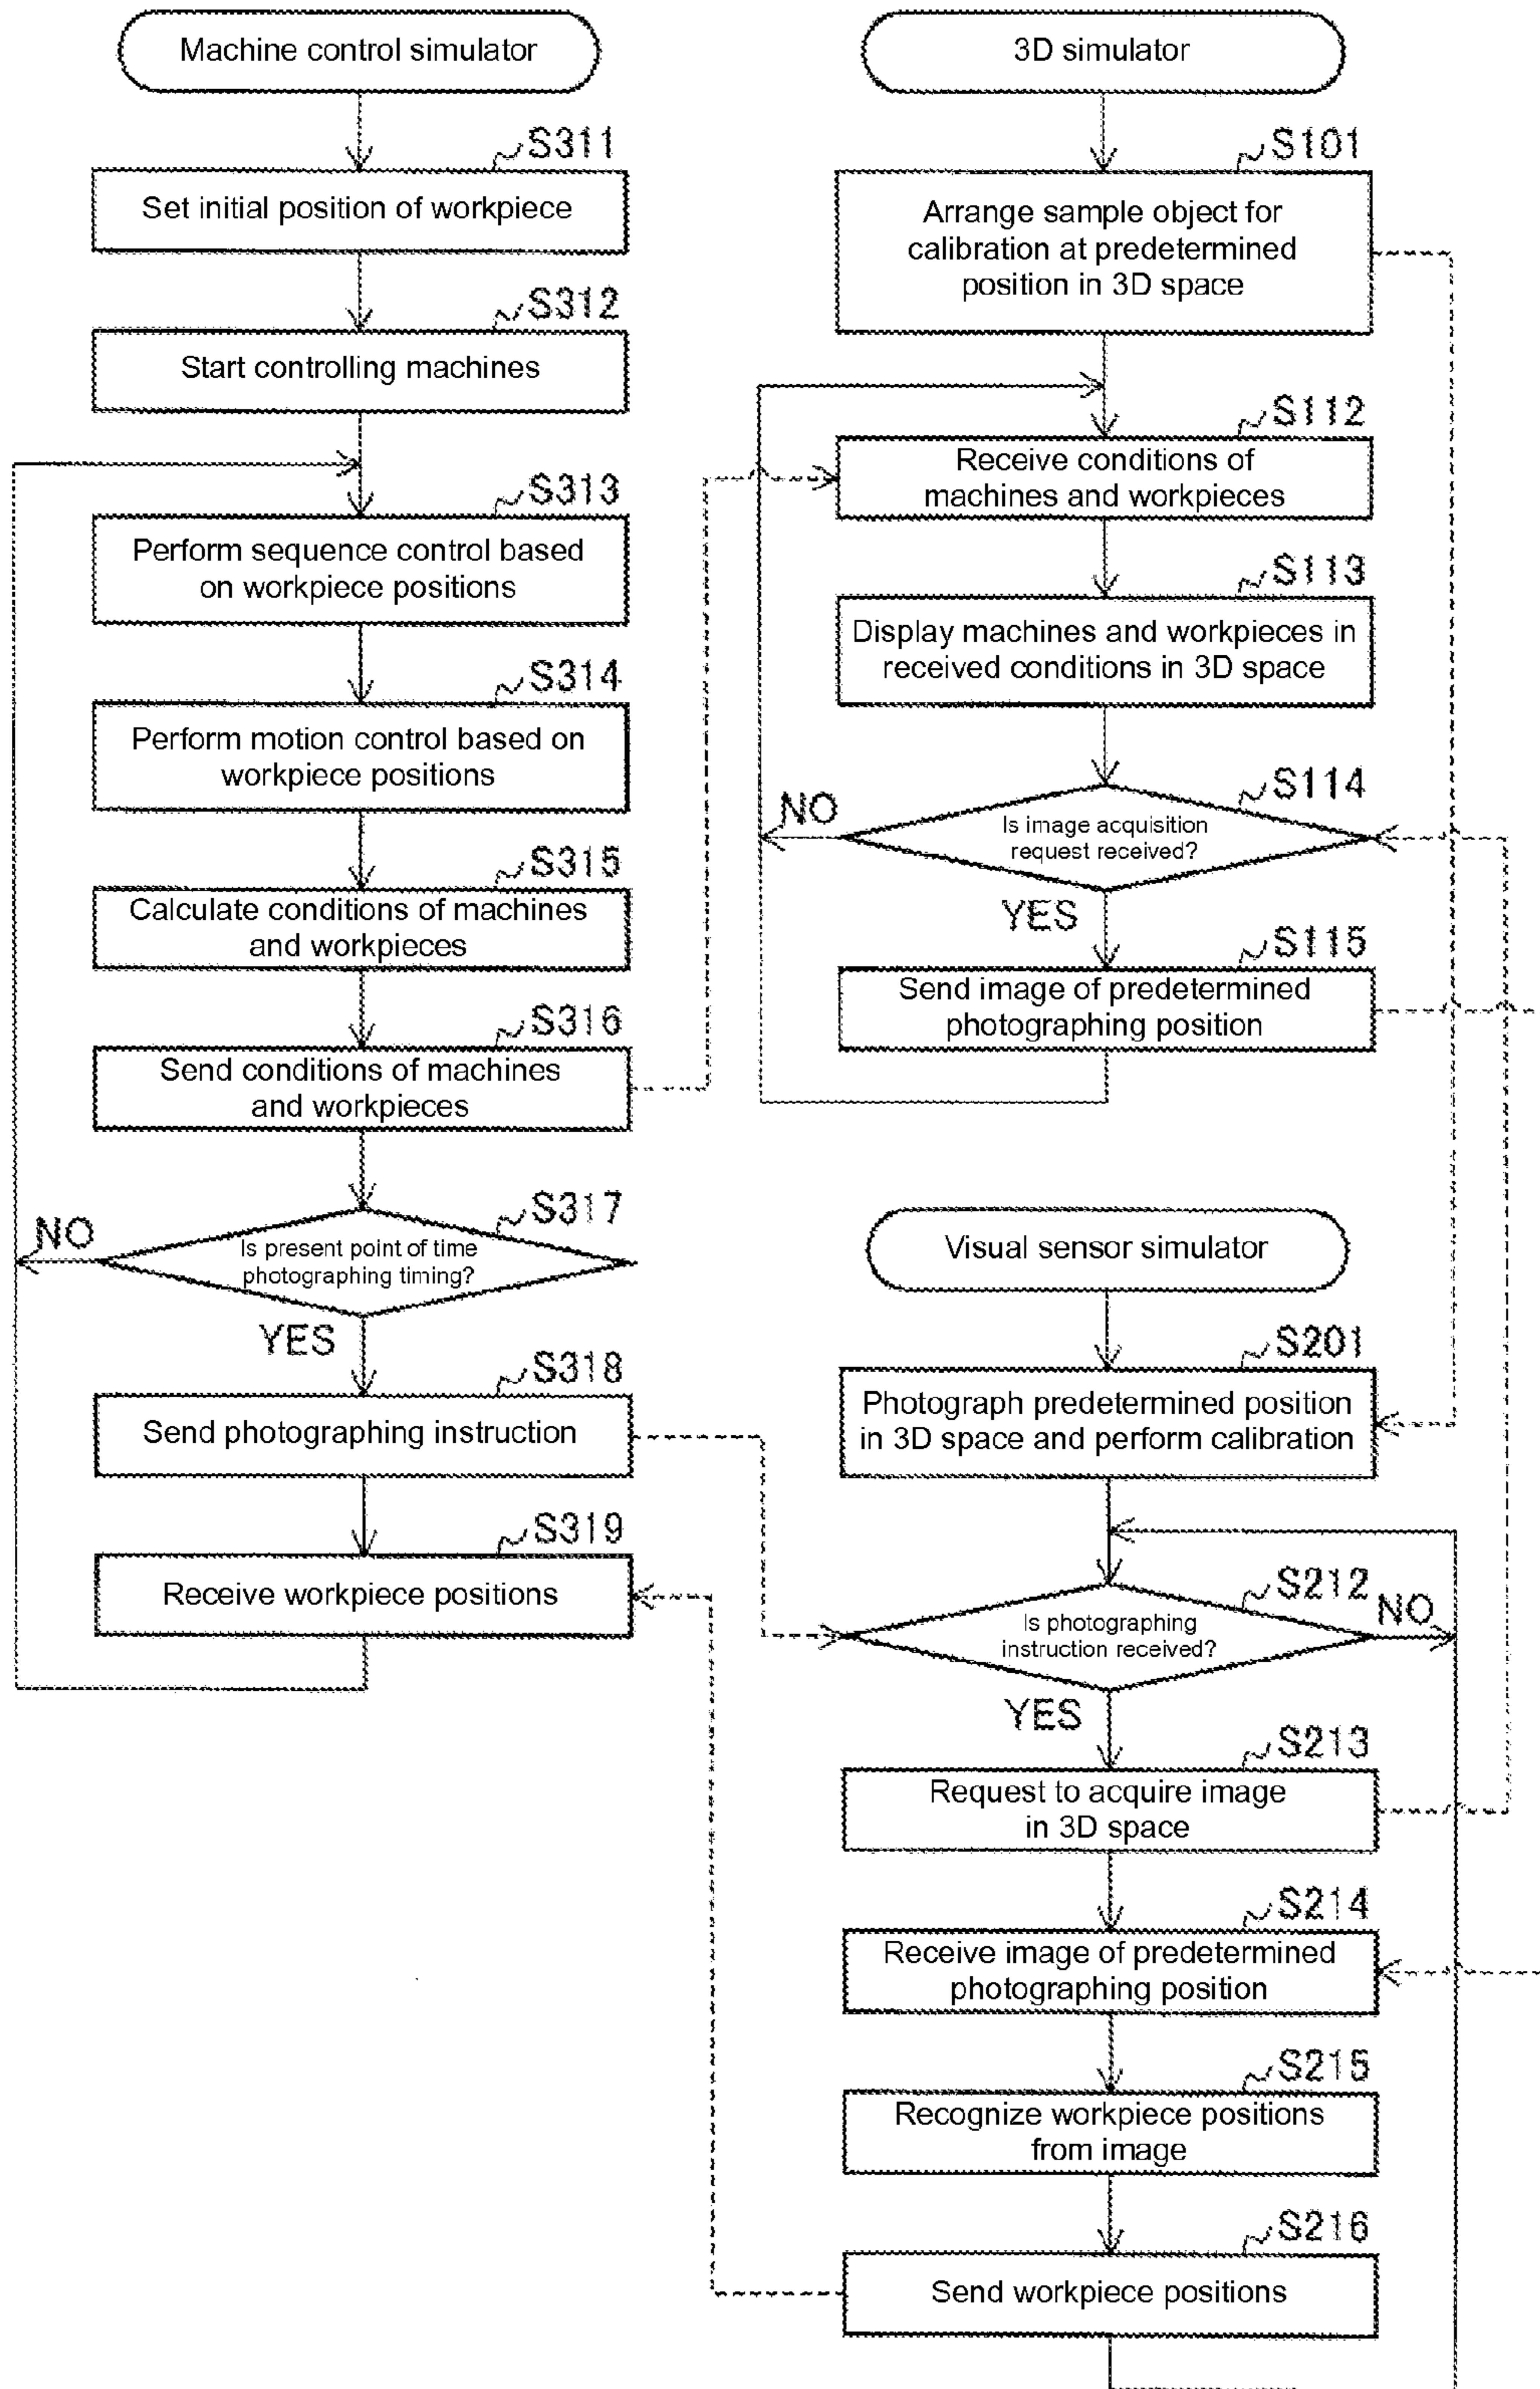 Machine control simulator
S311
Set initial position of workpiece
S312
Start controlling machines
S313
Perform sequence control based
on workpiece positions
S314
Perform motion control based on
workpiece positions
S315
Calculate conditions of machines
and workpieces
S316
Send conditions of machines
and workpieces
S317
NO
Is present point of time
photographing timing?
YES
S318
Send photographing instruction
S319
Receive workpiece positions
3D simulator
S101
Arrange sample object for
calibration at predetermined
position in 3D space
S112
Receive conditions of
machines and workpieces
S113
Display machines and workpieces in
received conditions in 3D space
S114
NO
Is image acquisition
request received?
YES
S115
Send image of predetermined
photographing position
Visual sensor simulator
S201
Photograph predetermined position
in 3D space and perform calibration
S212
NO
Is photographing
instruction received?
YES
S213
Request to acquire image
in 3D space
S214
Receive image of predetermined
photographing position
S215
Recognize workpiece positions
from image
S216
Send workpiece positions